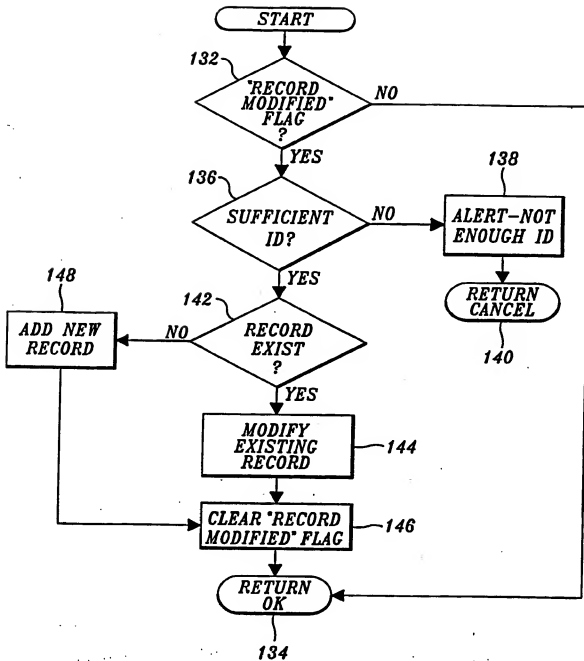 START
132
"RECORD
MODIFIED"
FLAG
?
NO
YES
136
SUFFICIENT
ID?
NO
YES
138
ALERT-NOT
ENOUGH ID
RETURN
CANCEL
140
148
ADD NEW
RECORD
142
RECORD
EXIST
?
NO
YES
MODIFY
EXISTING
RECORD
144
CLEAR "RECORD
MODIFIED" FLAG
146
RETURN
OK
134